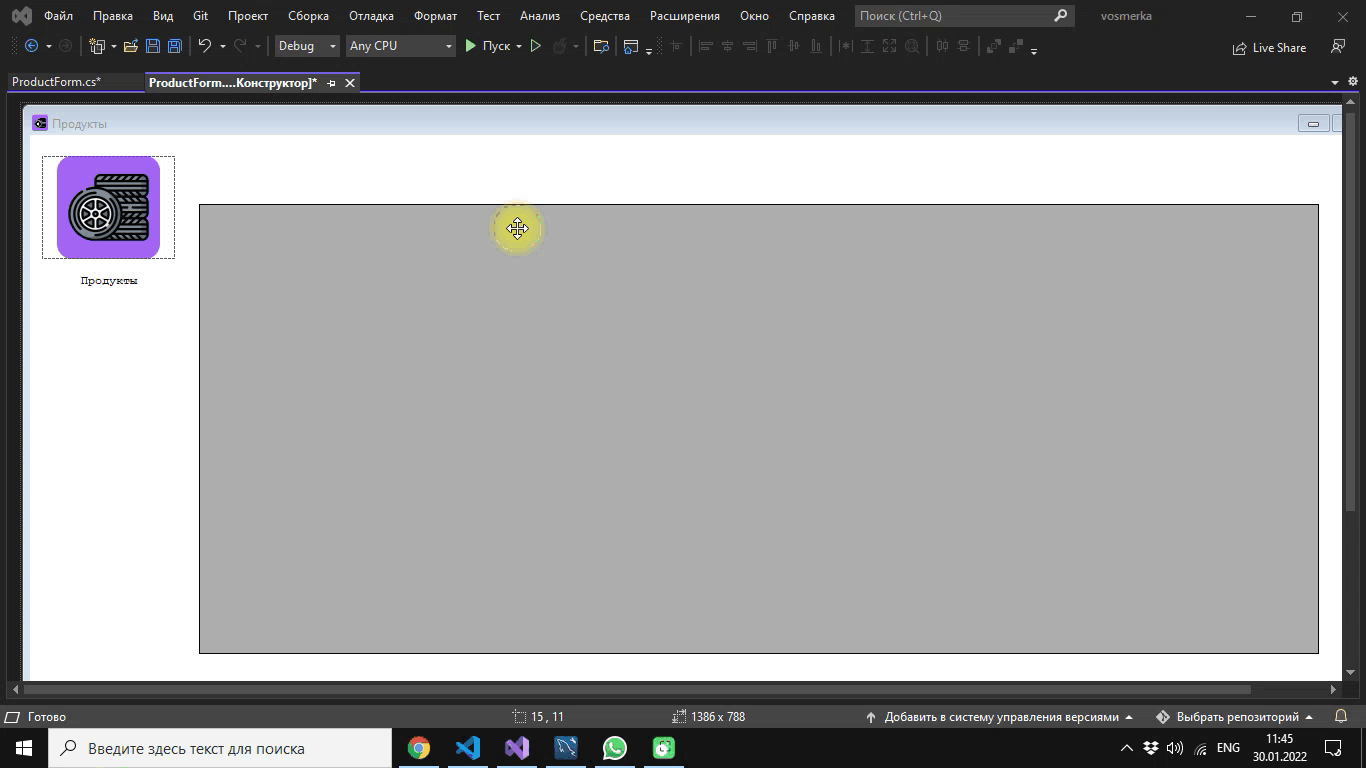 Файл Правка Вид Git Проект Сборка Отладка Формат Тест Анализ Средства Расширения Окно Справка Поиск (Ctrl+Q) vosmerka
Debug Any CPU Пуск Live Share
ProductForm.cs* ProductForm....Конструктор]*
Продукты
Продукты
Готово 15 , 11 1386 x 788 Добавить в систему управления версиями Выбрать репозиторий
Введите здесь текст для поиска ENG 11:45
30.01.2022